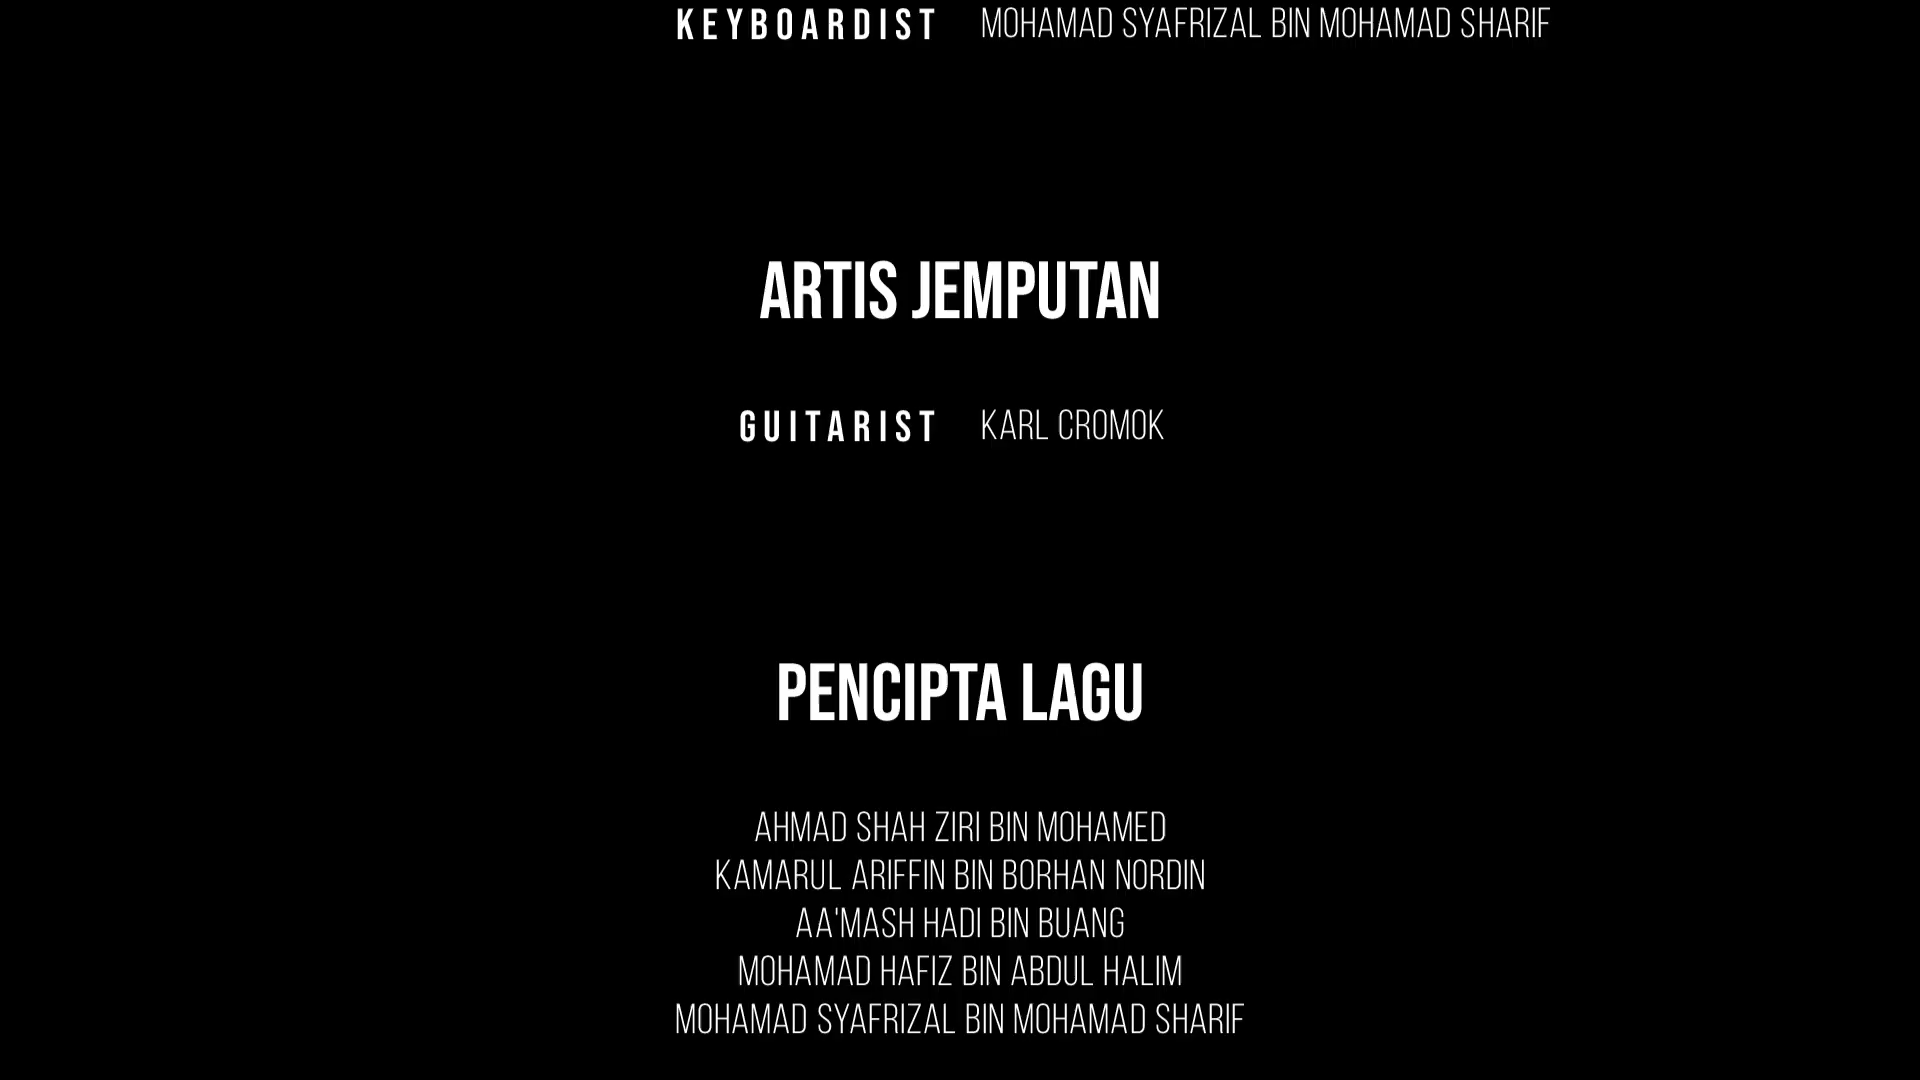 KEYBOARDIST MOHAMAD SYAFRIZAL BIN MOHAMAD SHARIF
ARTIS JEMPUTAN
GUITARIST KARL CROMOK
PENCIPTA LAGU
AHMAD SHAH ZIRI BIN MOHAMED
KAMARUL ARIFFIN BIN BORHAN NORDIN
AA'MASH HADI BIN BUANG
MOHAMAD HAFIZ BIN ABDUL HALIM
MOHAMAD SYAFRIZAL BIN MOHAMAD SHARIF